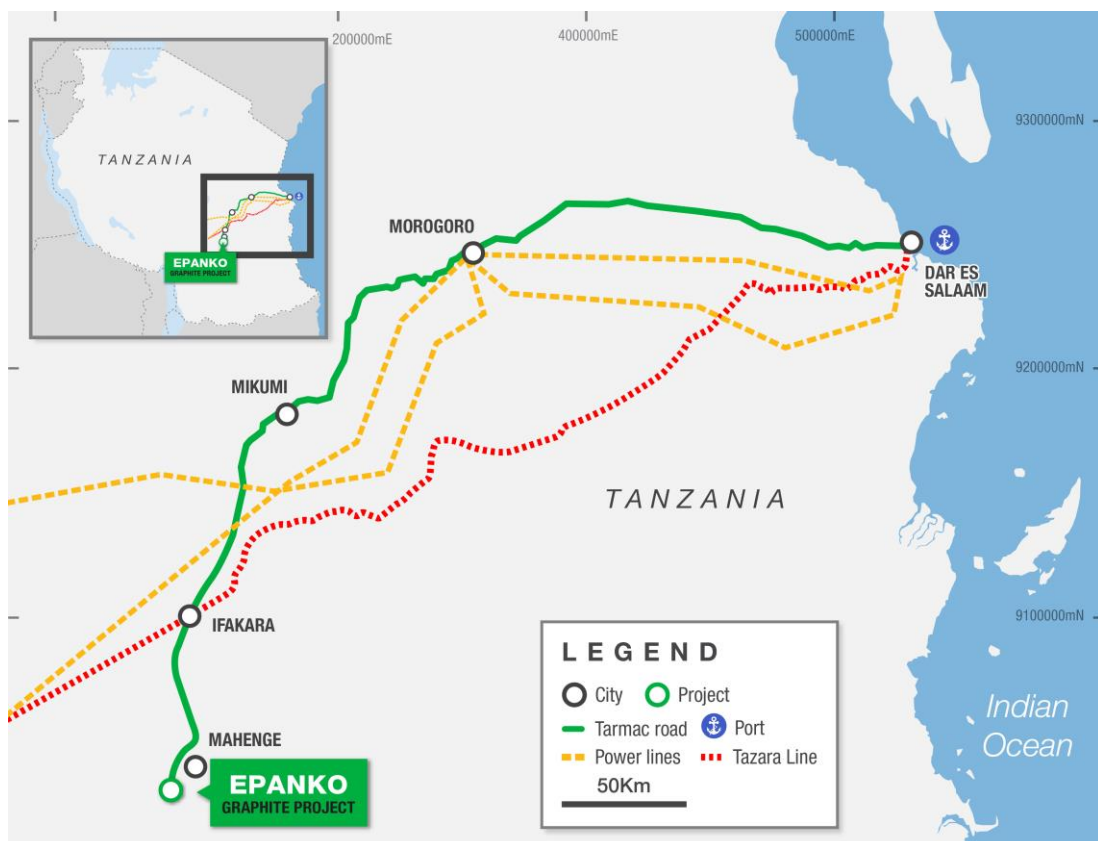 200000mE
400000mE
500000mE
9300000mN
TANZANIA
EPANKO
GRAPHITE PROJECT
MOROGORO
DAR ES
SALAAM
9200000mN
MIKUMI
TANZANIA
IFAKARA
9100000mN
LEGEND
City
Project
Tarmac road
Port
Power lines
Tazara Line
50Km
Indian
Ocean
MAHENGE
EPANKO
GRAPHITE PROJECT